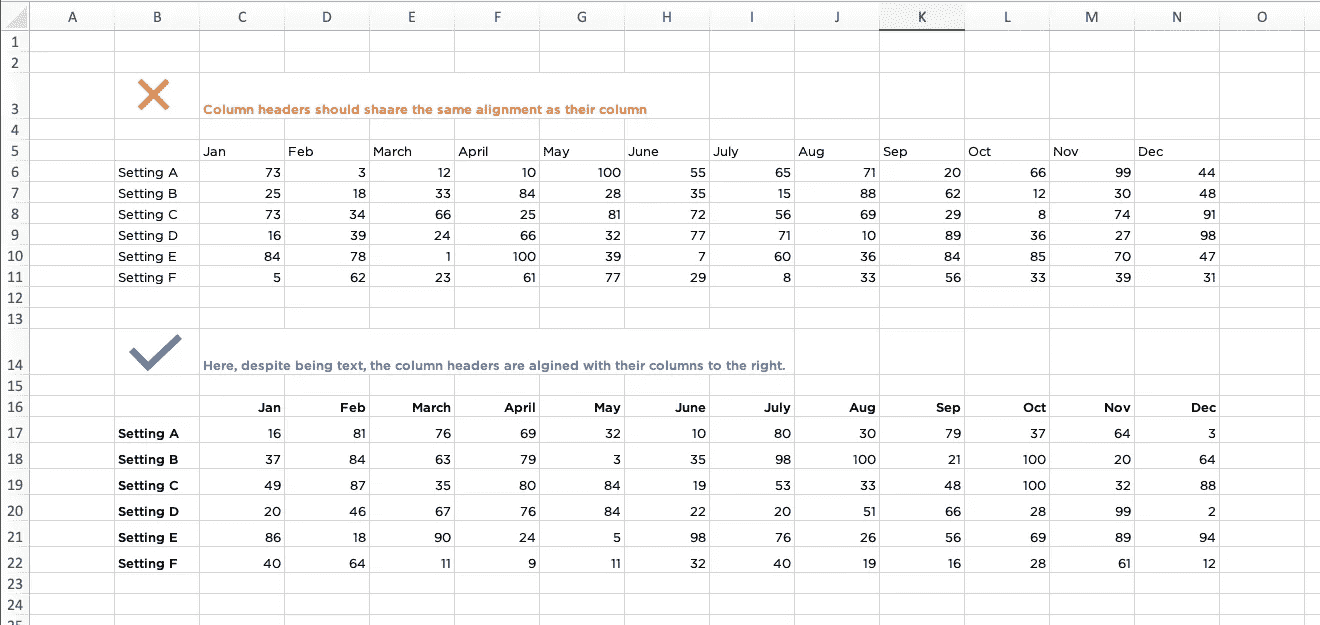 A B C D E F G H I J K L M N O
1
2
3 Column headers should shaare the same alignment as their column
4
5 Jan Feb March April May June July Aug Sep Oct Nov Dec
6 Setting A 73 3 12 10 100 55 65 71 20 66 99 44
7 Setting B 25 18 33 84 28 35 15 88 62 12 30 48
8 Setting C 73 34 66 25 81 72 56 69 29 8 74 91
9 Setting D 16 39 24 66 32 77 71 10 89 36 27 98
10 Setting E 84 78 1 100 39 7 60 36 84 85 70 47
11 Setting F 5 62 23 61 77 29 8 33 56 33 39 31
12
13
14 Here, despite being text, the column headers are algined with their columns to the right.
15
16 Jan Feb March April May June July Aug Sep Oct Nov Dec
17 Setting A 16 81 76 69 32 10 80 30 79 37 64 3
18 Setting B 37 84 63 79 3 35 98 100 21 100 20 64
19 Setting C 49 87 35 80 84 19 53 33 48 100 32 88
20 Setting D 20 46 67 76 84 22 20 51 66 28 99 2
21 Setting E 86 18 90 24 5 98 76 26 56 69 89 94
22 Setting F 40 64 11 9 11 32 40 19 16 28 61 12
23
24
25